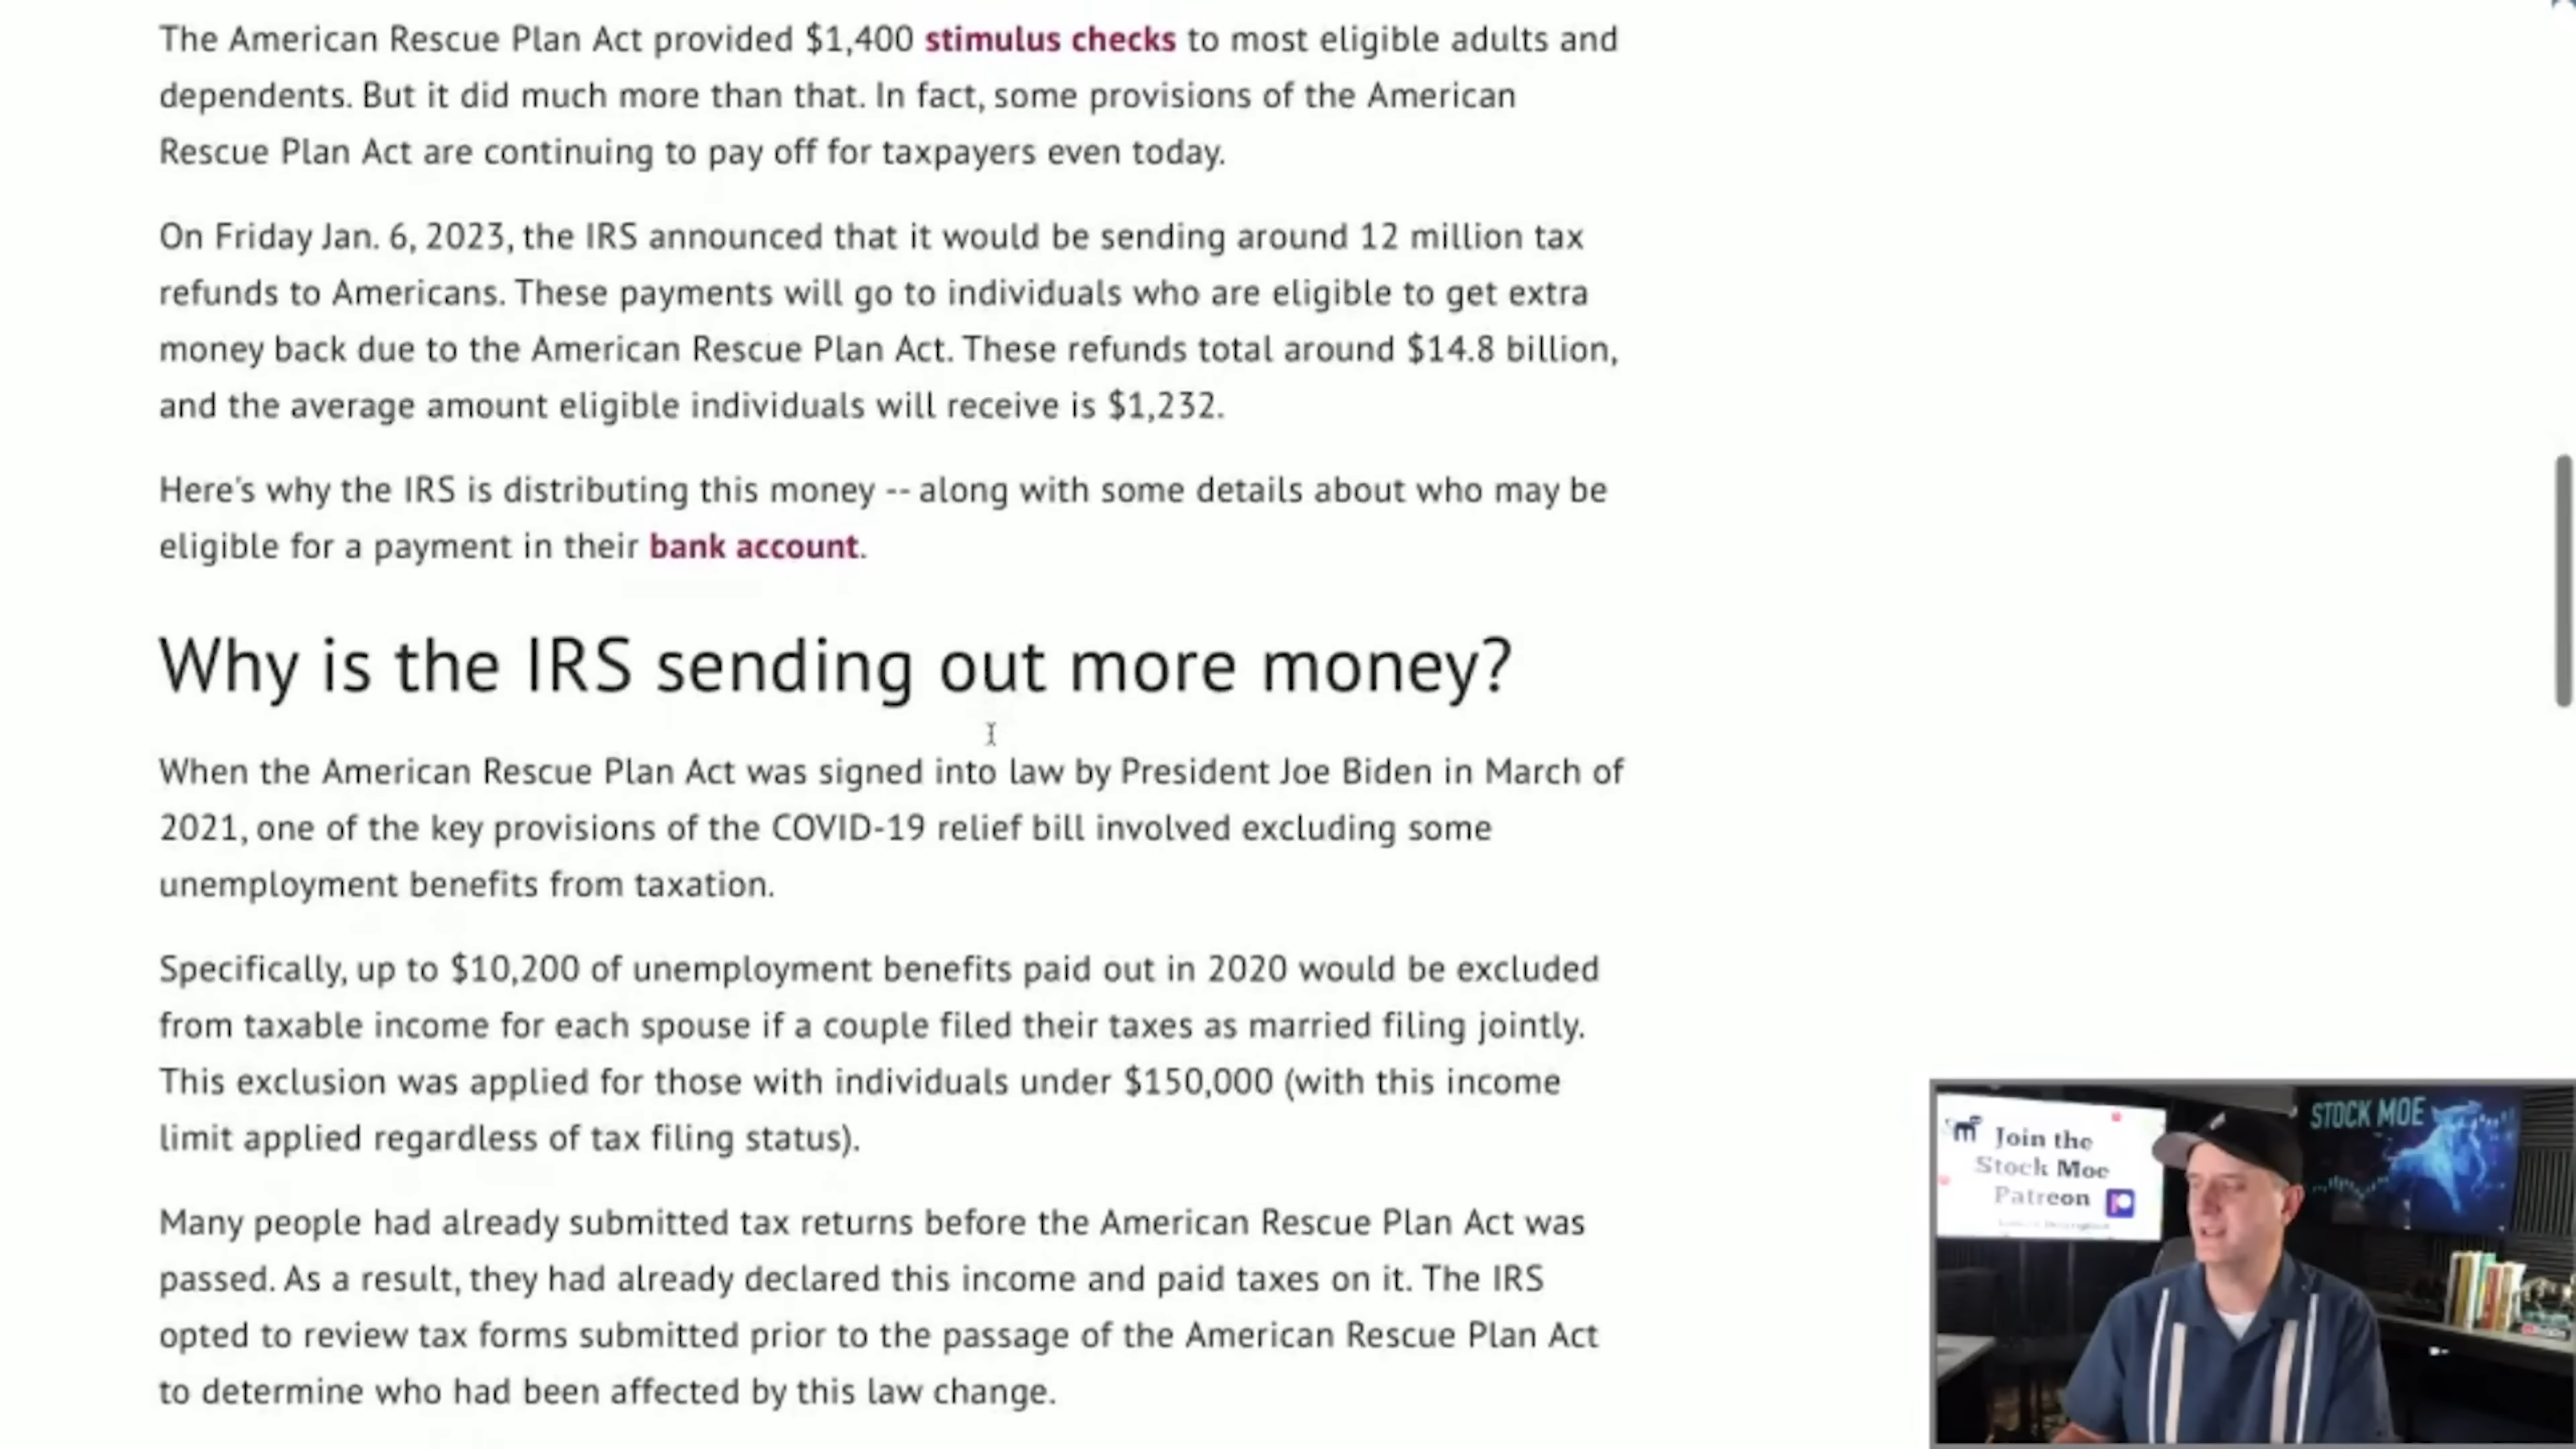 The American Rescue Plan Act provided $1,400 stimulus checks to most eligible adults and
dependents. But it did much more than that. In fact, some provisions of the American
Rescue Plan Act are continuing to pay off for taxpayers even today.
On Friday Jan. 6, 2023, the IRS announced that it would be sending around 12 million tax
refunds to Americans. These payments will go to individuals who are eligible to get extra
money back due to the American Rescue Plan Act. These refunds total around $14.8 billion,
and the average amount eligible individuals will receive is $1,232.
Here's why the IRS is distributing this money -- along with some details about who may be
eligible for a payment in their bank account.
Why is the IRS sending out more money?
When the American Rescue Plan Act was signed into law by President Joe Biden in March of
2021, one of the key provisions of the COVID-19 relief bill involved excluding some
unemployment benefits from taxation.
Specifically, up to $10,200 of unemployment benefits paid out in 2020 would be excluded
from taxable income for each spouse if a couple filed their taxes as married filing jointly.
This exclusion was applied for those with individuals under $150,000 (with this income
limit applied regardless of tax filing status).
Many people had already submitted tax returns before the American Rescue Plan Act was
passed. As a result, they had already declared this income and paid taxes on it. The IRS
opted to review tax forms submitted prior to the passage of the American Rescue Plan Act
to determine who had been affected by this law change.
Join the
Stock Moe
Patreon
STOCK MOE